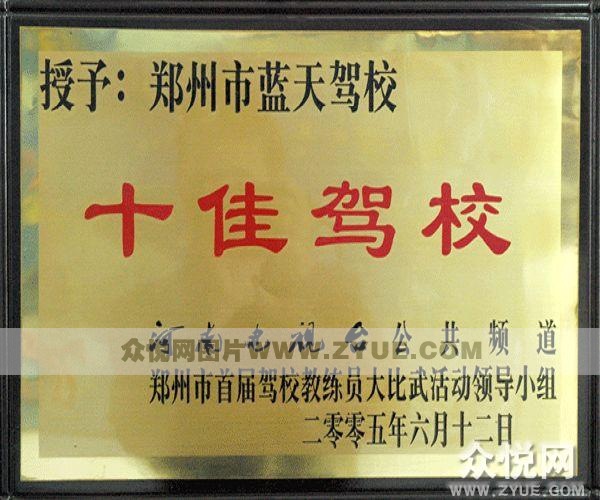 授予：郑州市蓝天驾校
十佳驾校
河南电视台公共频道
众悦网图片WWW.ZYUE.COM
郑州市首届驾校教练员大比武活动领导小组
二零零五年六月十二日
众悦网
WWW.ZYUE.COM